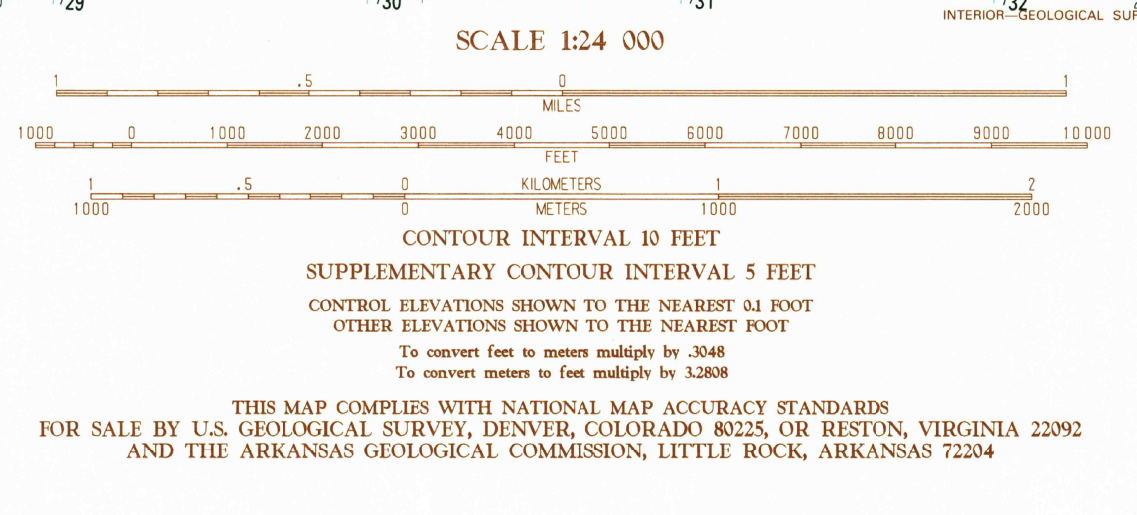 729 730 731 732
INTERIOR—GEOLOGICAL SUR
SCALE 1:24 000
1 .5 0 1
MILES
1000 0 1000 2000 3000 4000 5000 6000 7000 8000 9000 10 000
FEET
1 .5 0 KILOMETERS 1 2
1000 0 METERS 1000 2000
CONTOUR INTERVAL 10 FEET
SUPPLEMENTARY CONTOUR INTERVAL 5 FEET
CONTROL ELEVATIONS SHOWN TO THE NEAREST 0.1 FOOT
OTHER ELEVATIONS SHOWN TO THE NEAREST FOOT
To convert feet to meters multiply by .3048
To convert meters to feet multiply by 3.2808
THIS MAP COMPLIES WITH NATIONAL MAP ACCURACY STANDARDS
FOR SALE BY U.S. GEOLOGICAL SURVEY, DENVER, COLORADO 80225, OR RESTON, VIRGINIA 22092
AND THE ARKANSAS GEOLOGICAL COMMISSION, LITTLE ROCK, ARKANSAS 72204